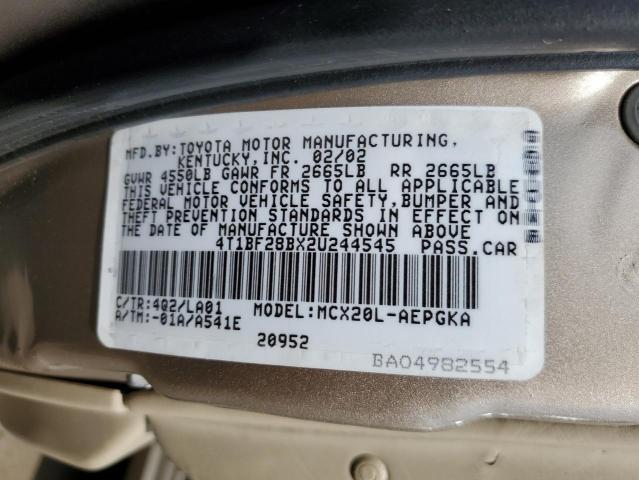 MFD.BY:TOYOTA MOTOR MANUFACTURING,
KENTUCKY,INC. 02/02
GVWR 4550LB GAWR FR 2665LB RR 2665LB
THIS VEHICLE CONFORMS TO ALL APPLICABLE
FEDERAL MOTOR VEHICLE SAFETY,BUMPER AND
THEFT PREVENTION STANDARDS IN EFFECT ON
THE DATE OF MANUFACTURE SHOWN ABOVE
4T1BF28BX2U244545 PASS.CAR
C/TR:4Q2/LA01 MODEL:MCX20L-AEPGKA
A/TM:-01A/A541E
20952
BA04982554